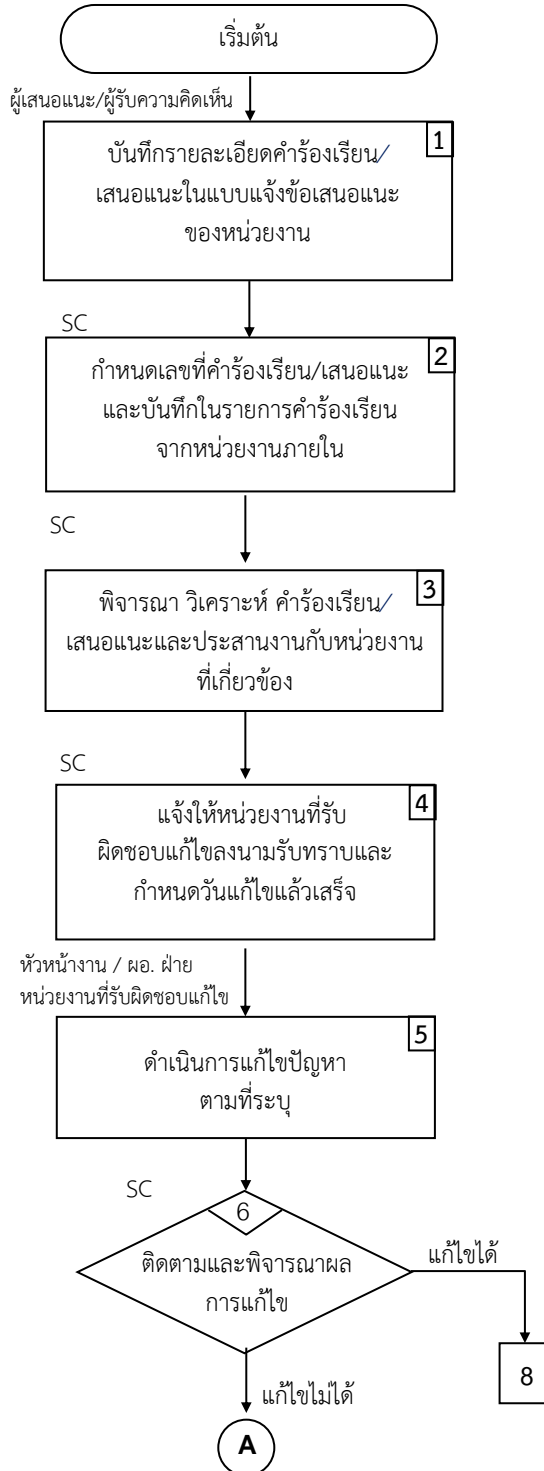 เริ่มต้น
ผู้เสนอแนะ/ผู้รับความคิดเห็น
1
บันทึกรายละเอียดคำร้องเรียน/
เสนอแนะในแบบแจ้งข้อเสนอแนะ
ของหน่วยงาน
SC
2
กำหนดเลขที่คำร้องเรียน/เสนอแนะ
และบันทึกในรายการคำร้องเรียน
จากหน่วยงานภายใน
SC
3
พิจารณา วิเคราะห์ คำร้องเรียน/
เสนอแนะและประสานงานกับหน่วยงาน
ที่เกี่ยวข้อง
SC
4
แจ้งให้หน่วยงานที่รับ
ผิดชอบแก้ไขลงนามรับทราบและ
กำหนดวันแก้ไขแล้วเสร็จ
หัวหน้างาน / ผอ. ฝ่าย
หน่วยงานที่รับผิดชอบแก้ไข
5
ดำเนินการแก้ไขปัญหา
ตามที่ระบุ
SC
6
ติดตามและพิจารณาผล
การแก้ไข
แก้ไขได้
8
แก้ไขไม่ได้
A